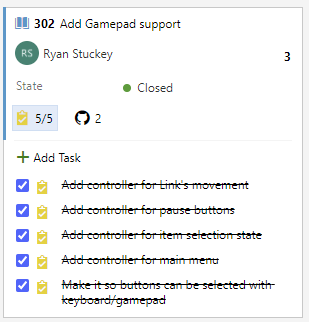 302 Add Gamepad support
RS Ryan Stuckey
3
State Closed
5/5 2
Add Task
Add controller for Link's movement
Add controller for pause buttons
Add controller for item selection state
Add controller for main menu
Make it so buttons can be selected with
keyboard/gamepad